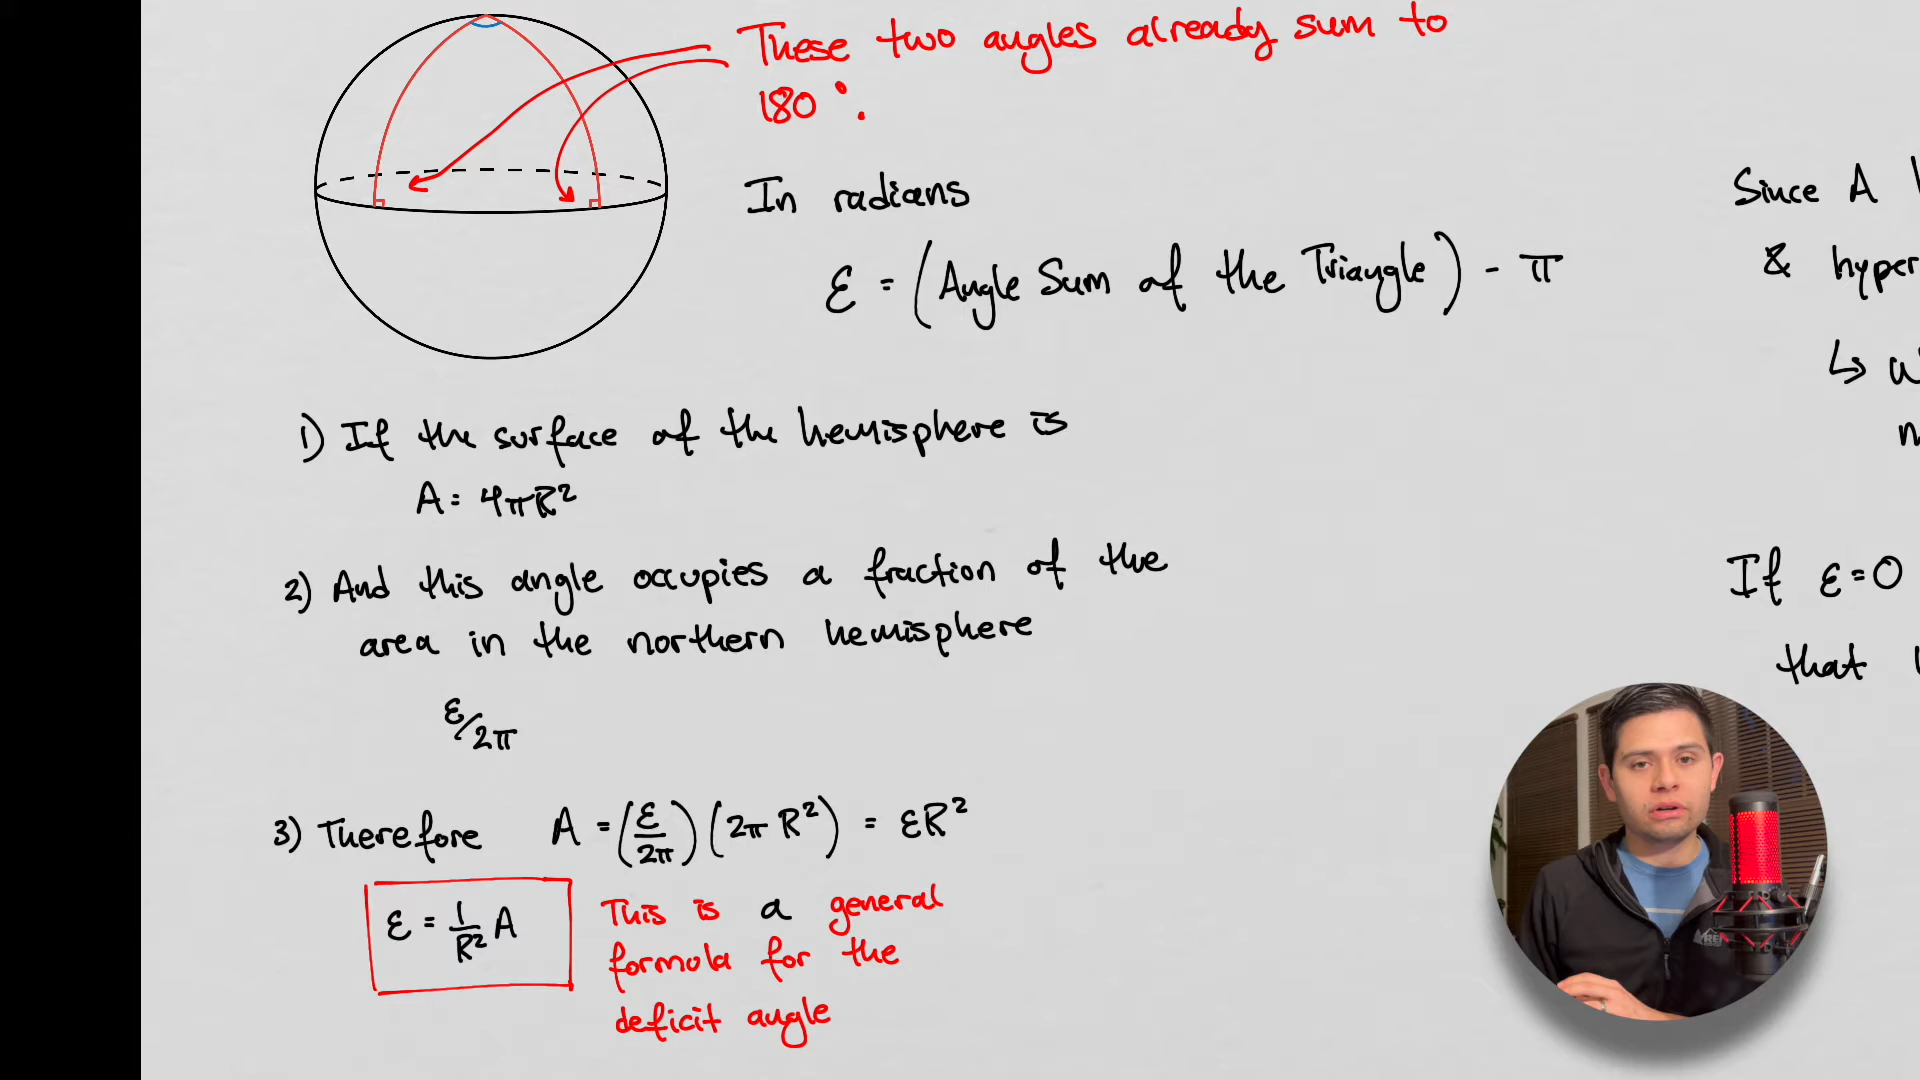 These two angles already sum to
180°.
In radians
ε = (Angle Sum of the Triangle) - π
1) If the surface of the hemisphere is
A = 4πR²
2) And this angle occupies a fraction of the
area in the northern hemisphere
ε/2π
3) Therefore A = (ε/2π)(2πR²) = εR²
ε = 1/R² A
This is a general
formula for the
deficit angle
Since A
& hyper
↳ w
n
If ε=0
that
REI